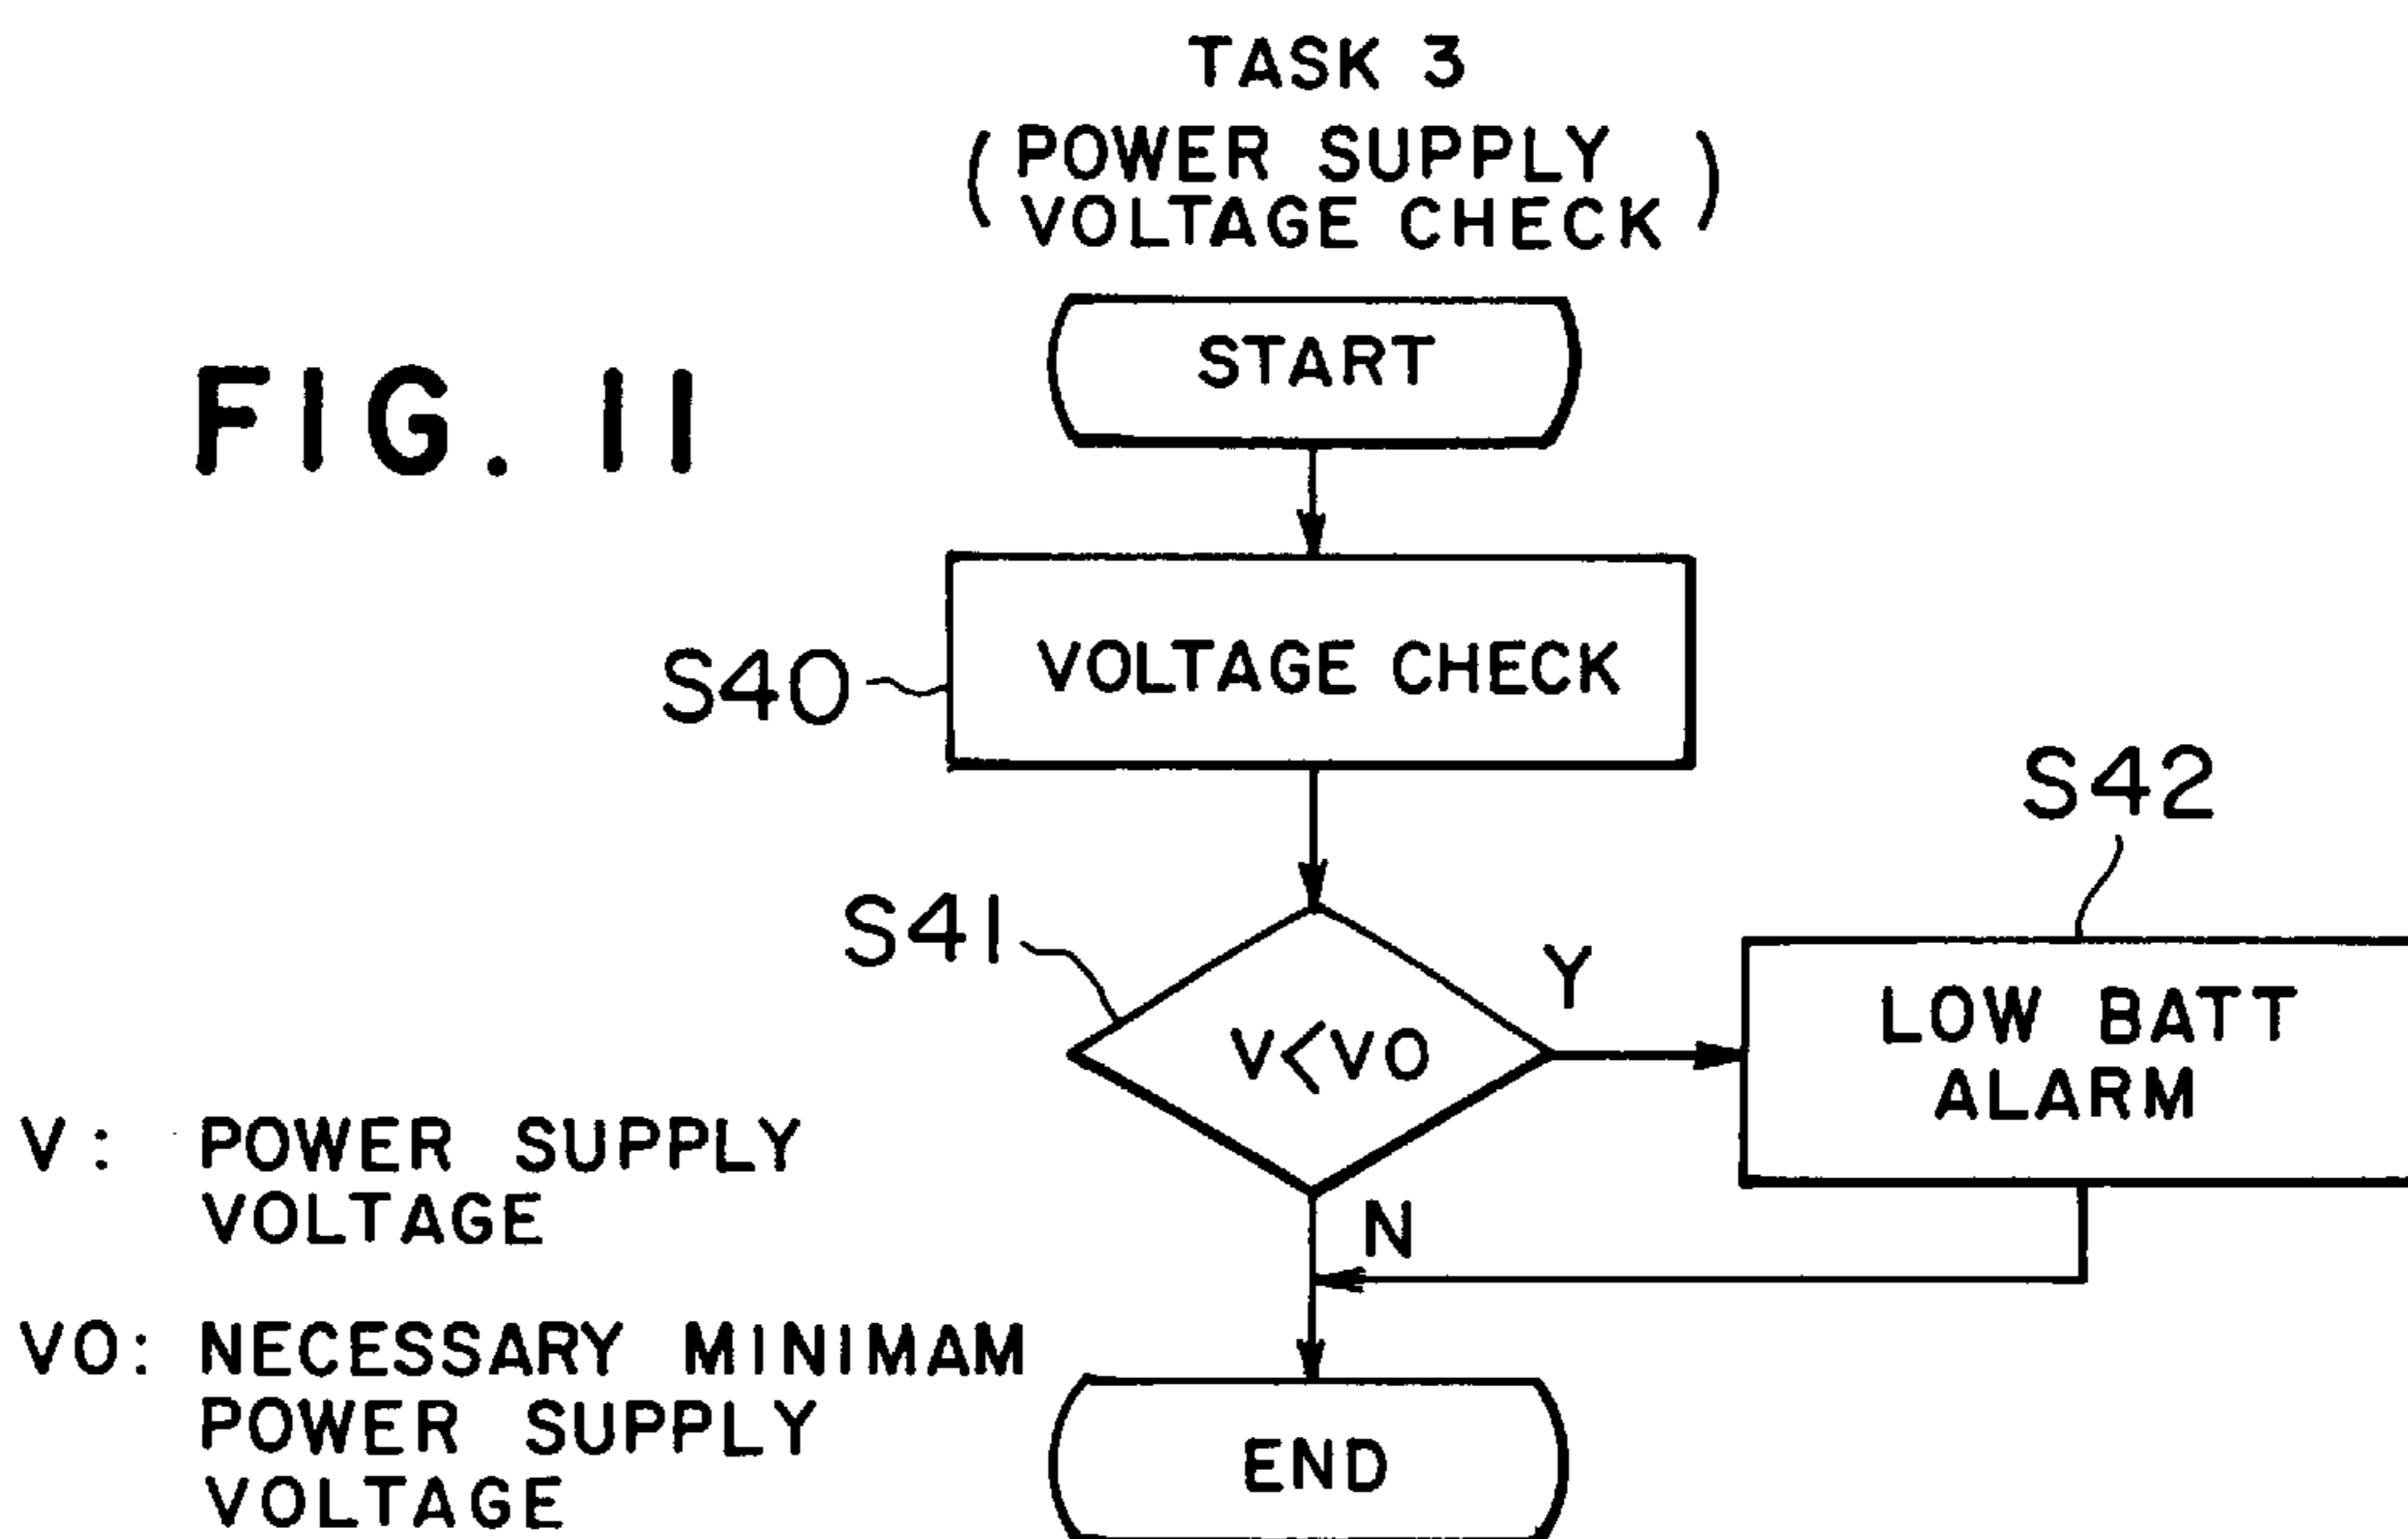 TASK 3
(POWER SUPPLY
VOLTAGE CHECK)
START
FIG. 11
VOLTAGE CHECK
S40
S42
S41
Y
V<VO
LOW BATT
ALARM
N
V: POWER SUPPLY
VOLTAGE
VO: NECESSARY MINIMAM
POWER SUPPLY
VOLTAGE
END